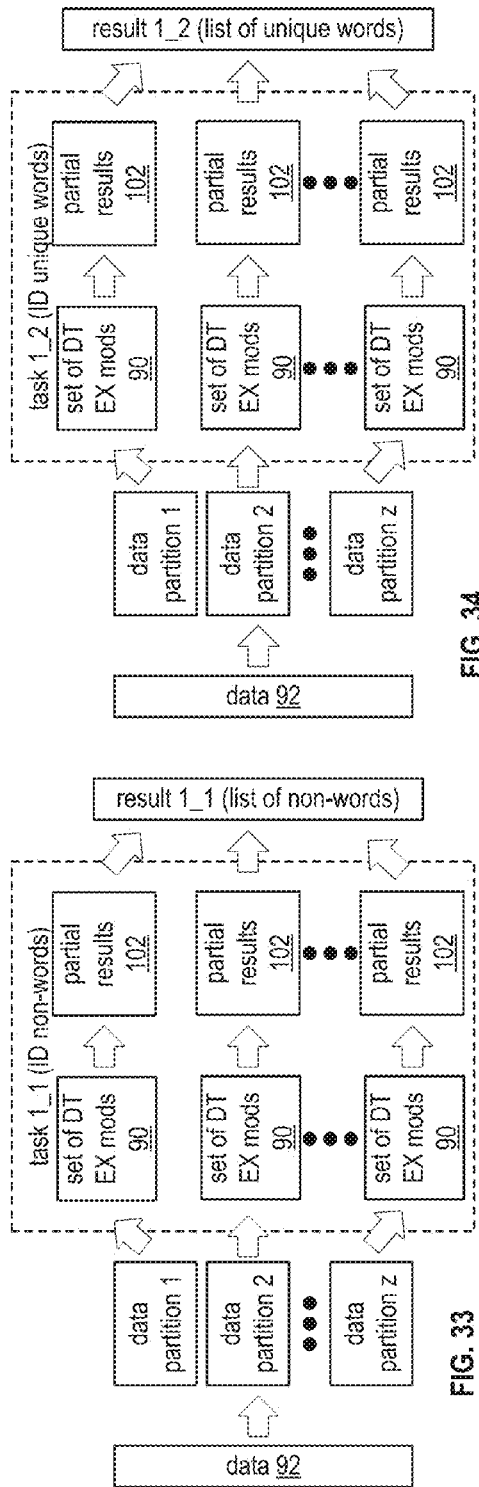 data 92
data
partition 1
data
partition 2
data
partition z
task 1_1 (ID non-words)
set of DT
EX mods
90
set of DT
EX mods
90
set of DT
EX mods
90
partial
results
102
partial
results
102
partial
results
102
result 1_1 (list of non-words)
FIG. 33
data 92
data
partition 1
data
partition 2
data
partition z
task 1_2 (ID unique words)
set of DT
EX mods
90
set of DT
EX mods
90
set of DT
EX mods
90
partial
results
102
partial
results
102
partial
results
102
result 1_2 (list of unique words)
FIG. 34